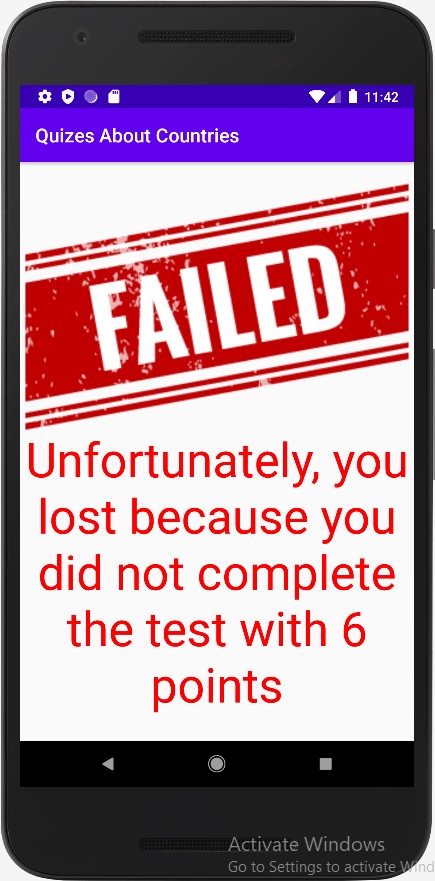 11:42
Quizes About Countries
FAILED
Unfortunately, you
lost because you
did not complete
the test with 6
points
Activate Windows
Go to Settings to activate Wind